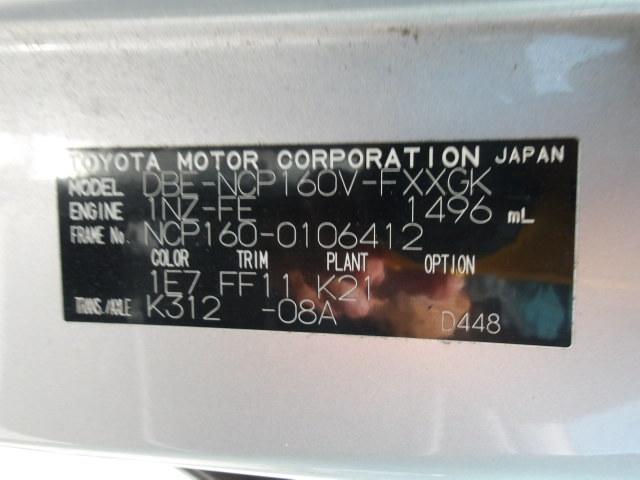 TOYOTA MOTOR CORPORATION JAPAN
MODEL DBE-NCP160V-FXXGK
ENGINE 1NZ-FE 1496 mL
FRAME No. NCP160-0106412
COLOR TRIM PLANT OPTION
1E7 FF11 K21
TRANS./AXLE K312 -08A D448